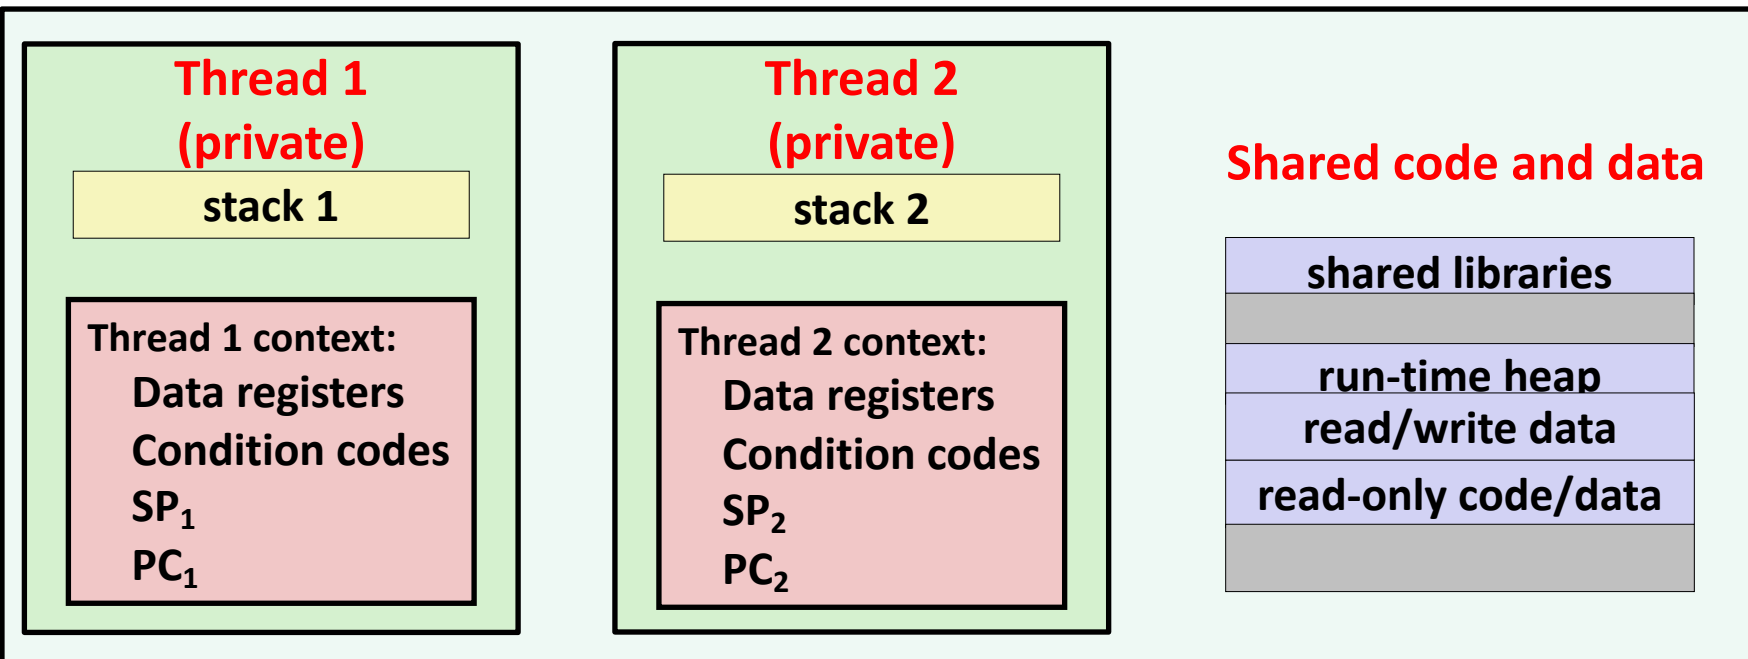 Thread 1
(private)
stack 1
Thread 1 context:
Data registers
Condition codes
SP₁
PC₁
Thread 2
(private)
stack 2
Thread 2 context:
Data registers
Condition codes
SP₂
PC₂
Shared code and data
shared libraries
run-time heap
read/write data
read-only code/data